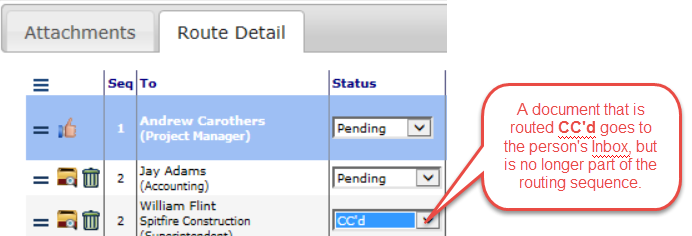 Attachments Route Detail
Seq To Status
1 Andrew Carothers Pending
(Project Manager)
2 Jay Adams Pending
(Accounting)
2 William Flint CC'd
Spitfire Construction
(Superintendent)
A document that is
routed CC'd goes to
the person's Inbox, but
is no longer part of the
routing sequence.